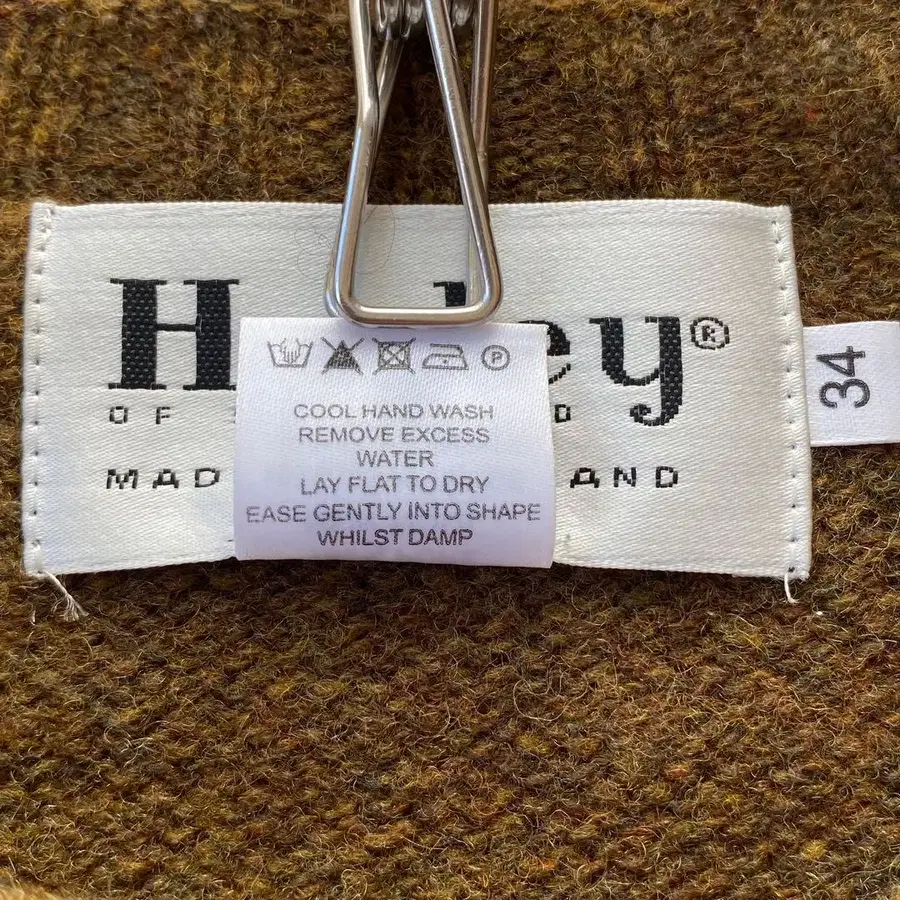 H ey®
OF D
MAD AND
34
COOL HAND WASH
REMOVE EXCESS
WATER
LAY FLAT TO DRY
EASE GENTLY INTO SHAPE
WHILST DAMP